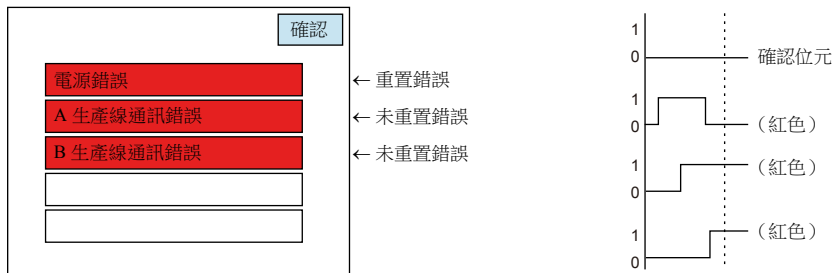 確認
電源錯誤
← 重置錯誤
A 生產線通訊錯誤
← 未重置錯誤
B 生產線通訊錯誤
← 未重置錯誤
1
0
確認位元
1
0
（紅色）
1
0
（紅色）
1
0
（紅色）